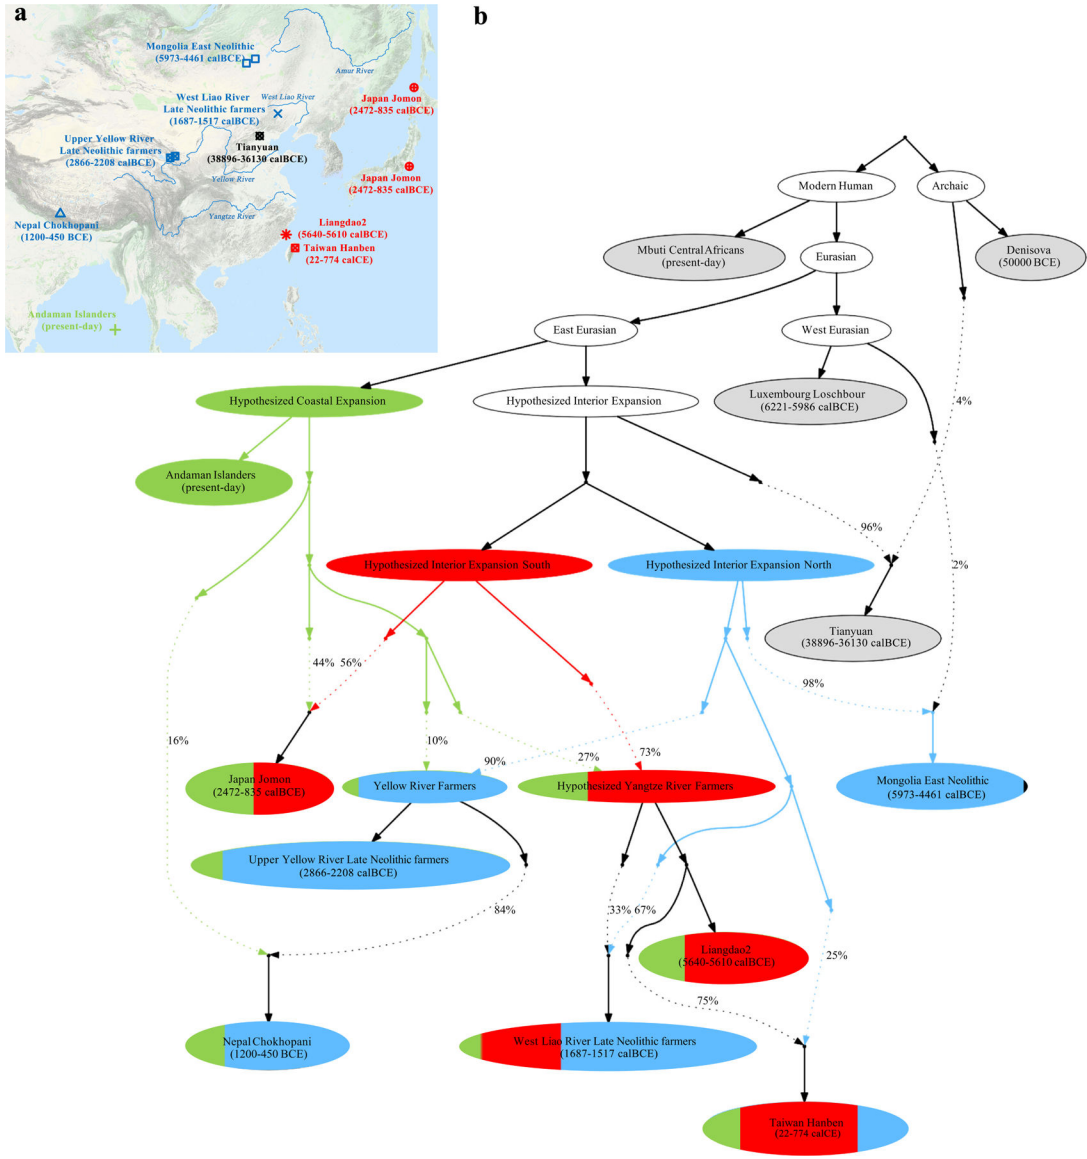 a
Mongolia East Neolithic
(5973-4461 calBCE)
Amur River
West Liao River
Late Neolithic farmers
(1687-1517 calBCE)
West Liao River
Japan Jomon
(2472-835 calBCE)
Upper Yellow River
Late Neolithic farmers
(2866-2208 calBCE)
Tianyuan
(38896-36130 calBCE)
Yellow River
Japan Jomon
(2472-835 calBCE)
Yangtze River
Nepal Chokhopani
(1200-450 BCE)
Liangdao2
(5640-5610 calBCE)
Taiwan Hanben
(22-774 calCE)
Andaman Islanders
(present-day)
b
Modern Human
Archaic
Mbuti Central Africans
(present-day)
Eurasian
Denisova
(50000 BCE)
East Eurasian
West Eurasian
Hypothesized Coastal Expansion
Hypothesized Interior Expansion
Luxembourg Loschbour
(6221-5986 calBCE)
4%
Andaman Islanders
(present-day)
96%
Hypothesized Interior Expansion South
Hypothesized Interior Expansion North
2%
Tianyuan
(38896-36130 calBCE)
44%
56%
98%
16%
10%
90%
27%
73%
Japan Jomon
(2472-835 calBCE)
Yellow River Farmers
Hypothesized Yangtze River Farmers
Mongolia East Neolithic
(5973-4461 calBCE)
Upper Yellow River Late Neolithic farmers
(2866-2208 calBCE)
84%
33%
67%
Liangdao2
(5640-5610 calBCE)
25%
75%
Nepal Chokhopani
(1200-450 BCE)
West Liao River Late Neolithic farmers
(1687-1517 calBCE)
Taiwan Hanben
(22-774 calCE)